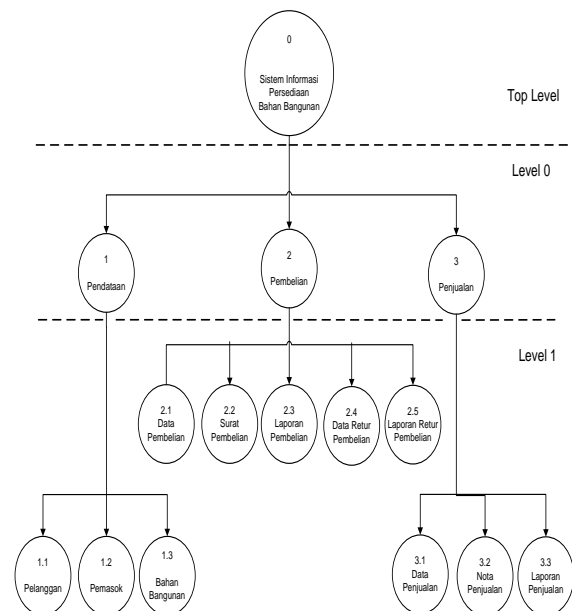 0
Sistem Informasi
Persediaan
Bahan Bangunan
Top Level
Level 0
1
Pendataan
2
Pembelian
3
Penjualan
Level 1
2.1
Data
Pembelian
2.2
Surat
Pembelian
2.3
Laporan
Pembelian
2.4
Data Retur
Pembelian
2.5
Laporan Retur
Pembelian
1.1
Pelanggan
1.2
Pemasok
1.3
Bahan
Bangunan
3.1
Data
Penjualan
3.2
Nota
Penjualan
3.3
Laporan
Penjualan